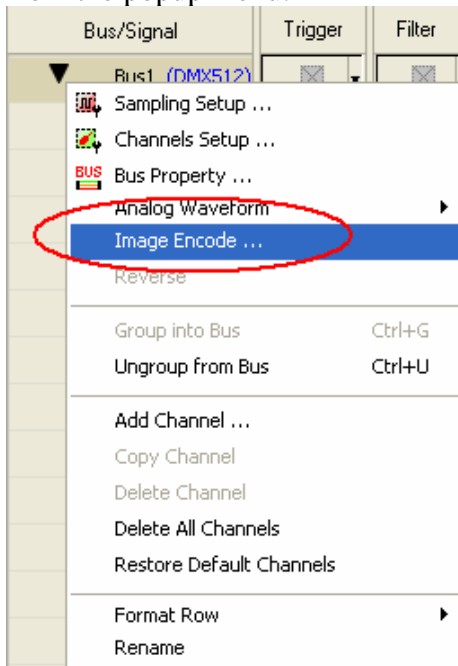 Bus/Signal Trigger Filter
Bus1 (DMX512)
Sampling Setup ...
Channels Setup ...
BUS Bus Property ...
Analog Waveform
Image Encode ...
Reverse
Group into Bus Ctrl+G
Ungroup from Bus Ctrl+U
Add Channel ...
Copy Channel
Delete Channel
Delete All Channels
Restore Default Channels
Format Row
Rename